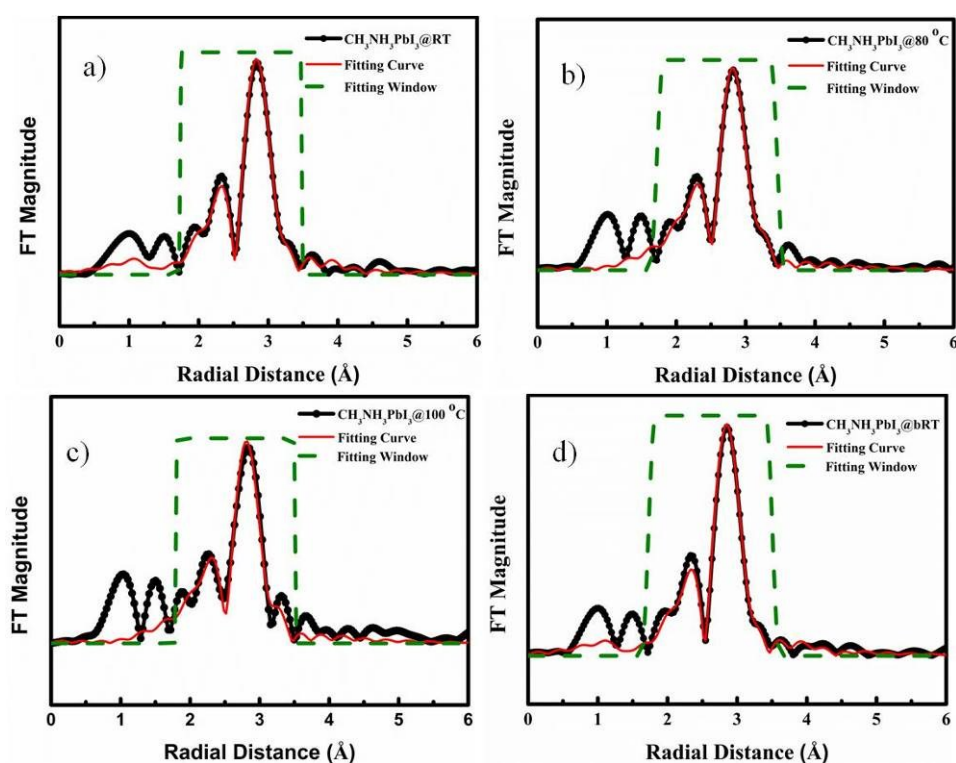 a)
CH₃NH₃PbI₃@RT
Fitting Curve
Fitting Window
FT Magnitude
0 1 2 3 4 5 6
Radial Distance (Å)
b)
CH₃NH₃PbI₃@80 °C
Fitting Curve
Fitting Window
FT Magnitude
0 1 2 3 4 5 6
Radial Distance (Å)
c)
CH₃NH₃PbI₃@100 °C
Fitting Curve
Fitting Window
FT Magnitude
0 1 2 3 4 5 6
Radial Distance (Å)
d)
CH₃NH₃PbI₃@bRT
Fitting Curve
Fitting Window
FT Magnitude
0 1 2 3 4 5 6
Radial Distance (Å)